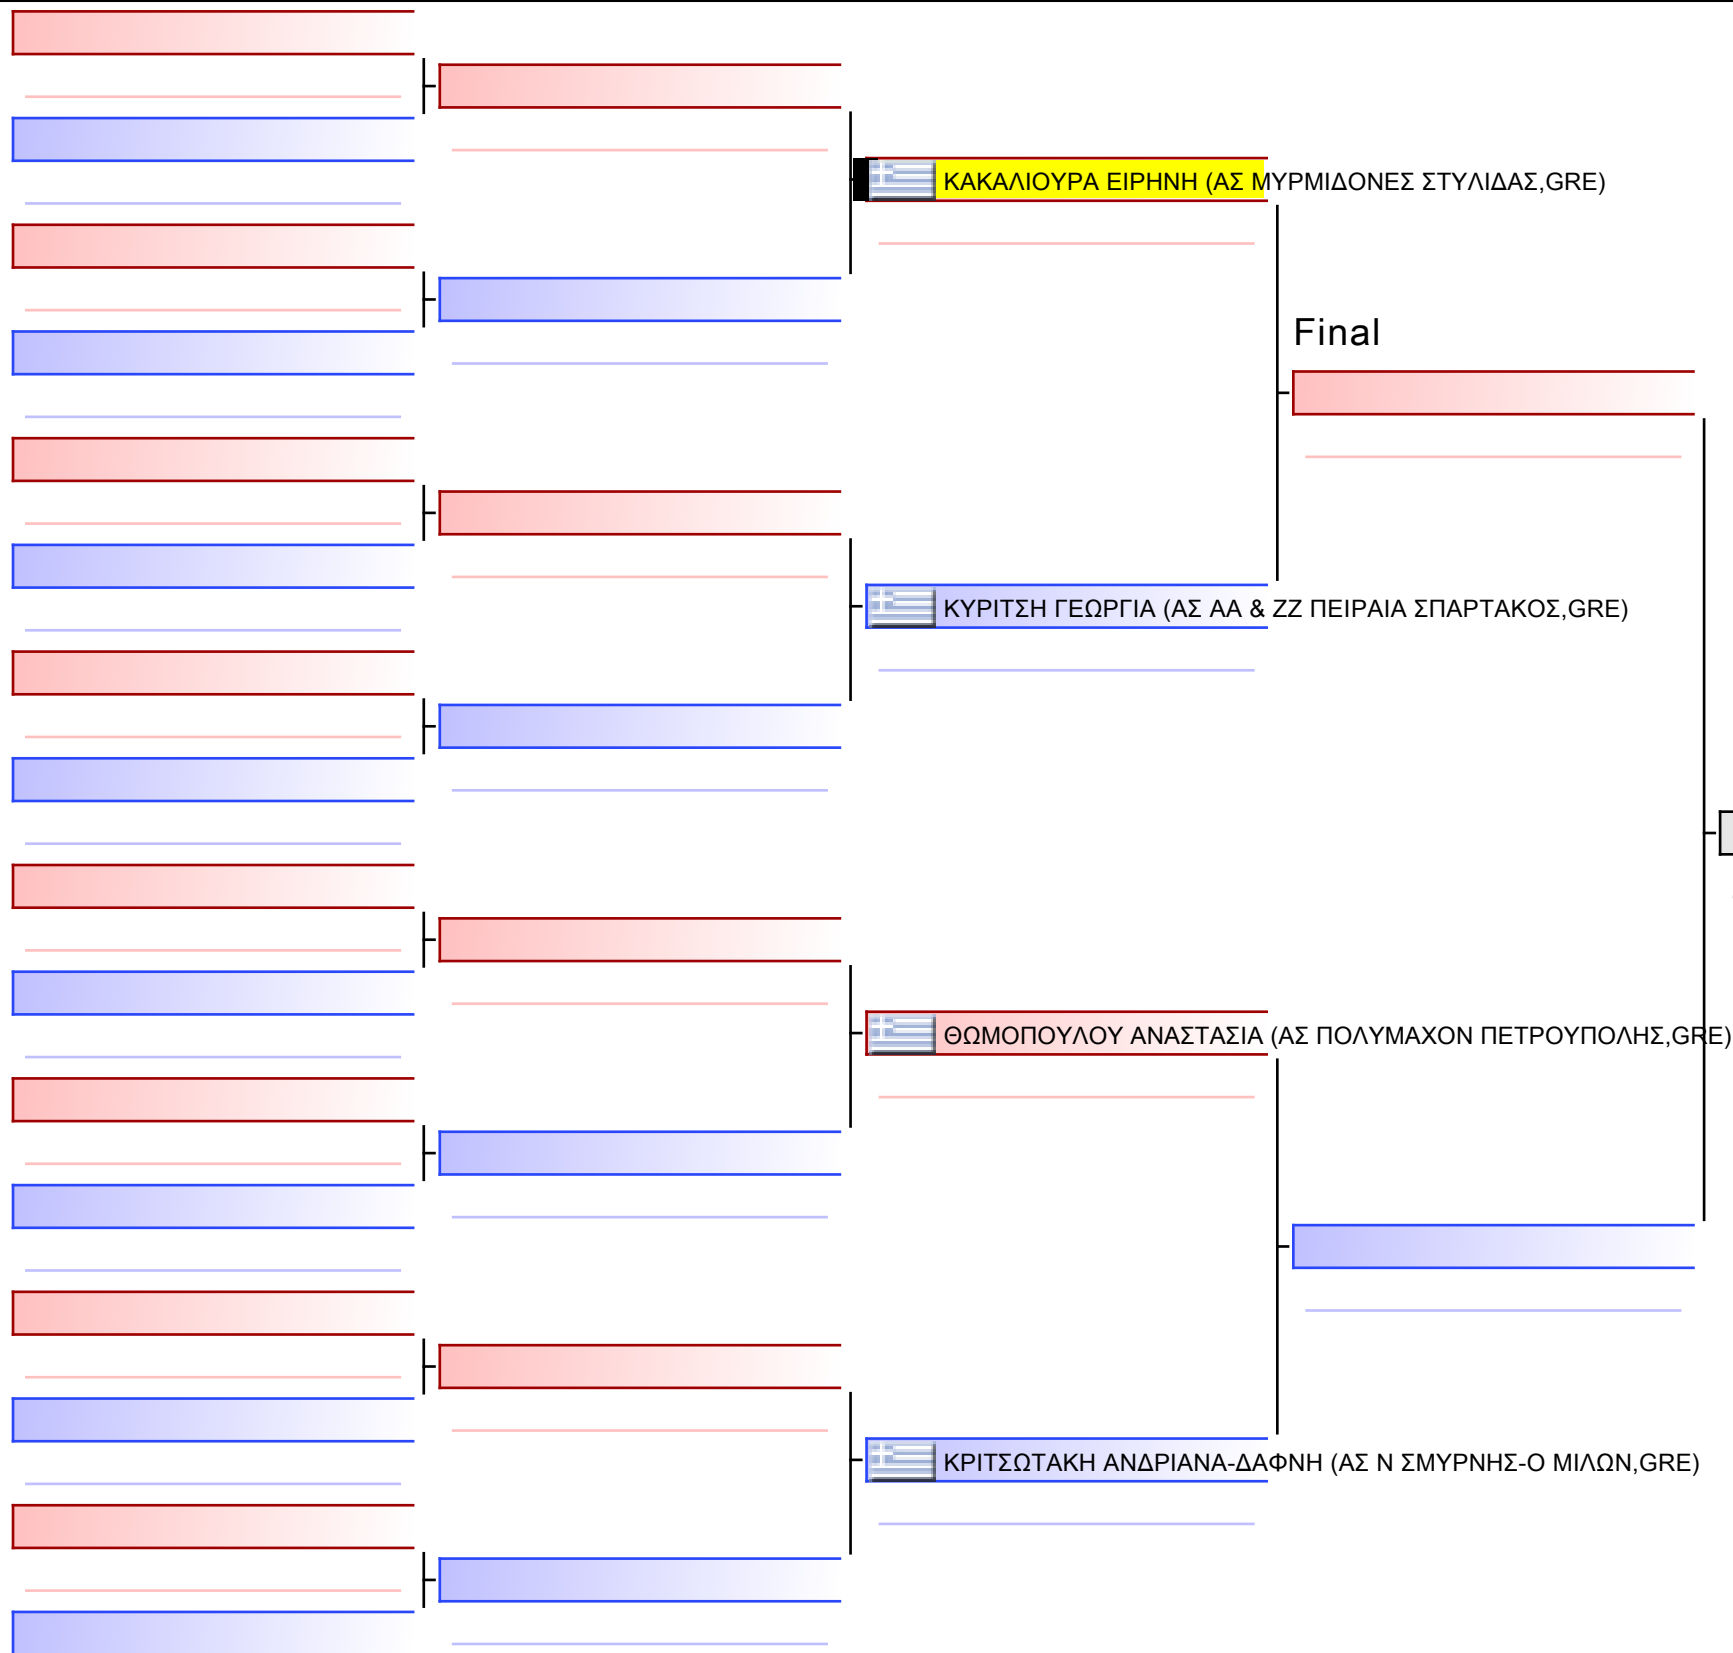 ΚΑΚΑΛΙΟΥΡΑ ΕΙΡΗΝΗ (ΑΣ ΜΥΡΜΙΔΟΝΕΣ ΣΤΥΛΙΔΑΣ,GRE)
Final
ΚΥΡΙΤΣΗ ΓΕΩΡΓΙΑ (ΑΣ ΑΑ & ΖΖ ΠΕΙΡΑΙΑ ΣΠΑΡΤΑΚΟΣ,GRE)
ΘΩΜΟΠΟΥΛΟΥ ΑΝΑΣΤΑΣΙΑ (ΑΣ ΠΟΛΥΜΑΧΟΝ ΠΕΤΡΟΥΠΟΛΗΣ,GRE)
ΚΡΙΤΣΩΤΑΚΗ ΑΝΔΡΙΑΝΑ-ΔΑΦΝΗ (ΑΣ Ν ΣΜΥΡΝΗΣ-Ο ΜΙΛΩΝ,GRE)